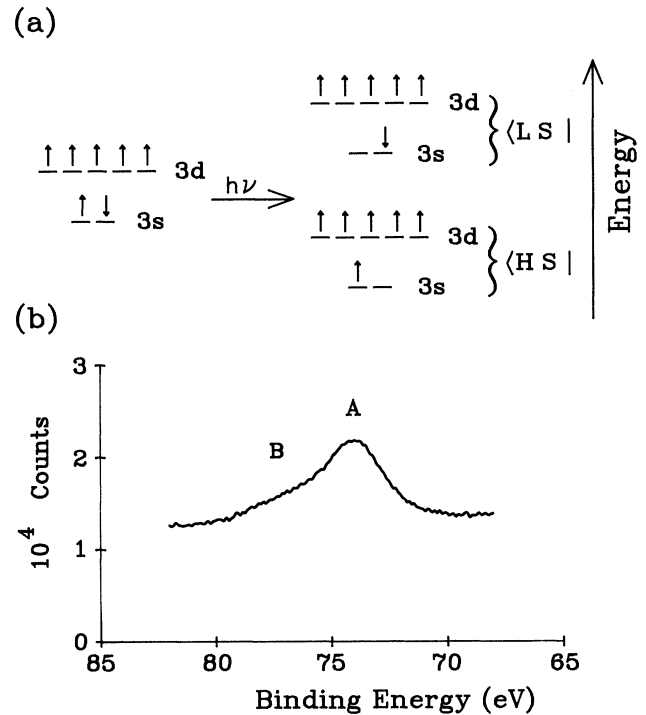 (a)
3d
⟨L S |
3s
3d
3s
hν
3d
⟨H S |
3s
Energy
(b)
3
2
1
0
10⁴ Counts
A
B
85 80 75 70 65
Binding Energy (eV)